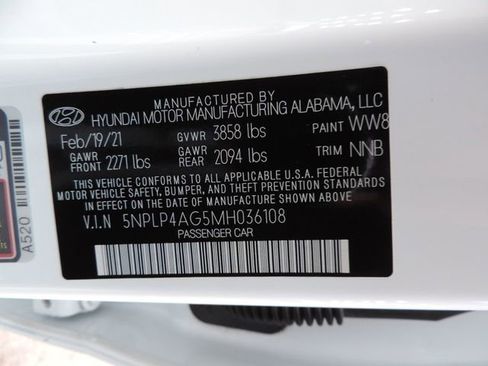 MANUFACTURED BY
HYUNDAI MOTOR MANUFACTURING ALABAMA, LLC
Feb/19/21 GVWR 3858 lbs PAINT WW8
GAWR FRONT 2271 lbs GAWR REAR 2094 lbs TRIM NNB
THIS VEHICLE CONFORMS TO ALL APPLICABLE U.S.A FEDERAL
MOTOR VEHICLE SAFETY, BUMPER, AND THEFT PREVENTION
STANDARDS IN EFFECT ON THE DATE OF MANUFACTURE SHOWN ABOVE.
V.I.N 5NPLP4AG5MH036108
PASSENGER CAR
A520